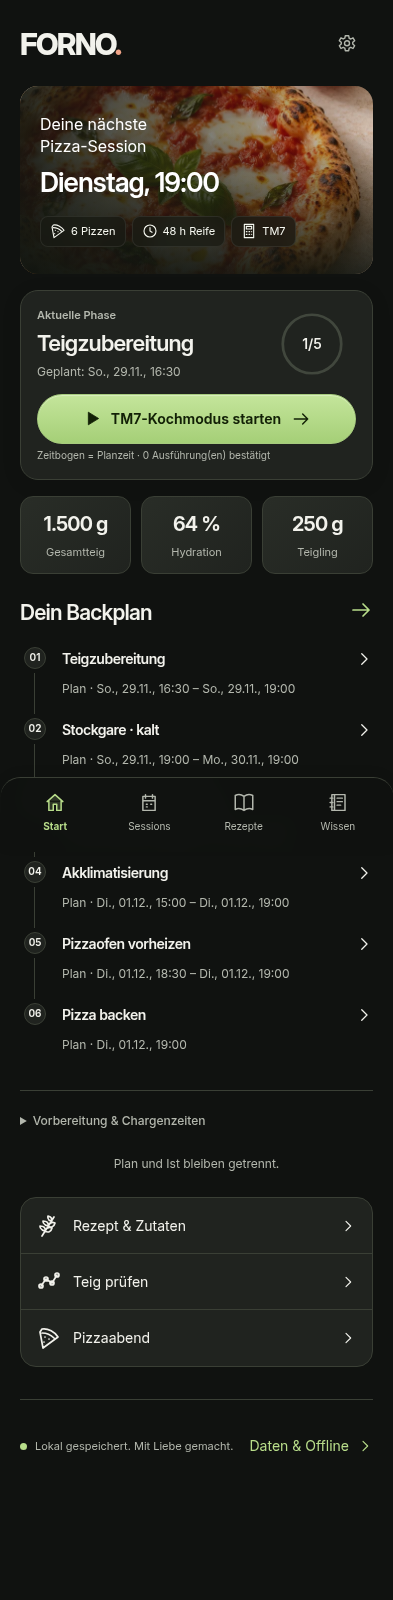 FORNO.
Deine nächste
Pizza-Session
Dienstag, 19:00
6 Pizzen
48 h Reife
TM7
Aktuelle Phase
Teigzubereitung
Geplant: So., 29.11., 16:30
1/5
TM7-Kochmodus starten
Zeitbogen = Planzeit · 0 Ausführung(en) bestätigt
1.500 g
Gesamtteig
64 %
Hydration
250 g
Teigling
Dein Backplan
01 Teigzubereitung
Plan · So., 29.11., 16:30 – So., 29.11., 19:00
02 Stockgare · kalt
Plan · So., 29.11., 19:00 – Mo., 30.11., 19:00
Start
Sessions
Rezepte
Wissen
04 Akklimatisierung
Plan · Di., 01.12., 15:00 – Di., 01.12., 19:00
05 Pizzaofen vorheizen
Plan · Di., 01.12., 18:30 – Di., 01.12., 19:00
06 Pizza backen
Plan · Di., 01.12., 19:00
Vorbereitung & Chargenzeiten
Plan und Ist bleiben getrennt.
Rezept & Zutaten
Teig prüfen
Pizzaabend
Lokal gespeichert. Mit Liebe gemacht.
Daten & Offline